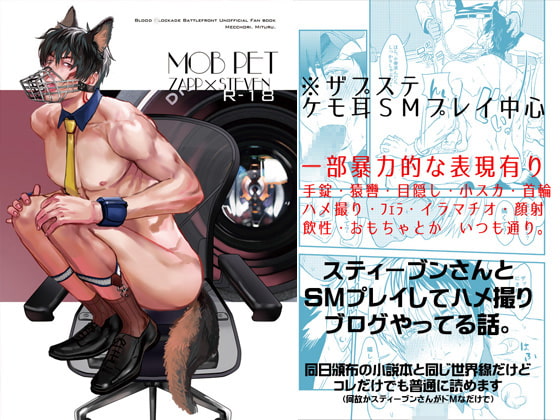 Blood Blockade Battlefront Unofficial Fan book
Mecchori. Mituru.
MOB PET
ZAPP×STEVEN
R-18
※ザプステ
ケモ耳SMプレイ中心
一部暴力的な表現有り
手錠・猿轡・目隠し・小スカ・首輪
ハメ撮り・フェラ・イラマチオ・顔射
飲性・おもちゃとか いつも通り。
スティーブンさんと
SMプレイしてハメ撮り
ブログやってる話。
同日頒布の小説本と同じ世界線だけど
コレだけでも普通に読めます
(何故かスティーブンさんがドMなだけで)